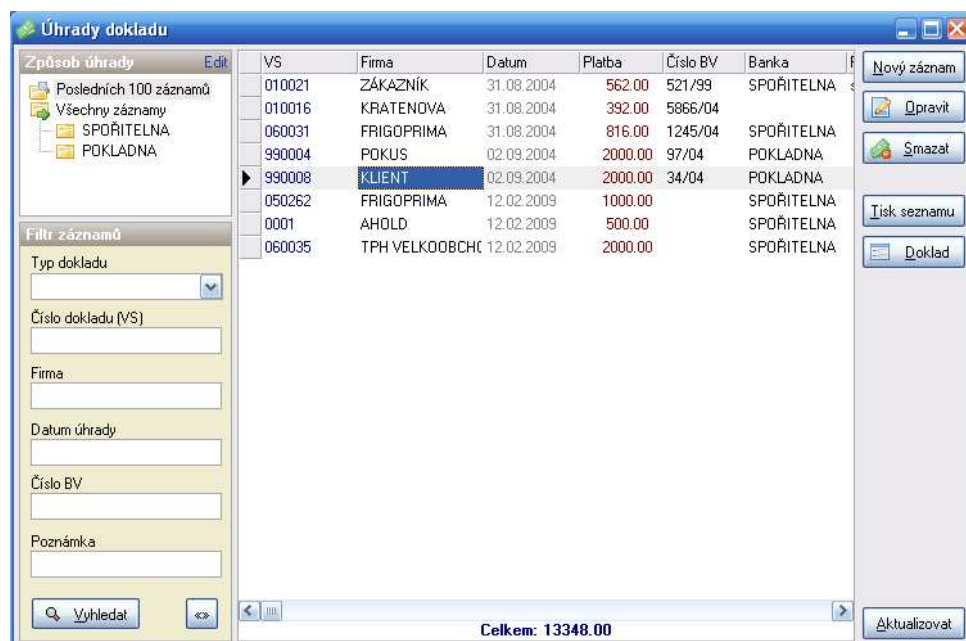 Úhrady dokladu
Způsob úhrady Edit
Posledních 100 záznamů
Všechny záznamy
SPOŘITELNA
POKLADNA
Filtr záznamů
Typ dokladu
Číslo dokladu (VS)
Firma
Datum úhrady
Číslo BV
Poznámka
Vyhledat
VS Firma Datum Platba Číslo BV Banka
010021 ZÁKAZNÍK 31.08.2004 562.00 521/99 SPOŘITELNA
010016 KRATENOVA 31.08.2004 392.00 5866/04
060031 FRIGOPRIMA 31.08.2004 816.00 1245/04 SPOŘITELNA
990004 POKUS 02.09.2004 2000.00 97/04 POKLADNA
990008 KLIENT 02.09.2004 2000.00 34/04 POKLADNA
050262 FRIGOPRIMA 12.02.2009 1000.00 SPOŘITELNA
0001 AHOLD 12.02.2009 500.00 SPOŘITELNA
060035 TPH VELKOOBCHO 12.02.2009 2000.00 SPOŘITELNA
Celkem: 13348.00
Nový záznam
Opravit
Smazat
Tisk seznamu
Doklad
Aktualizovat